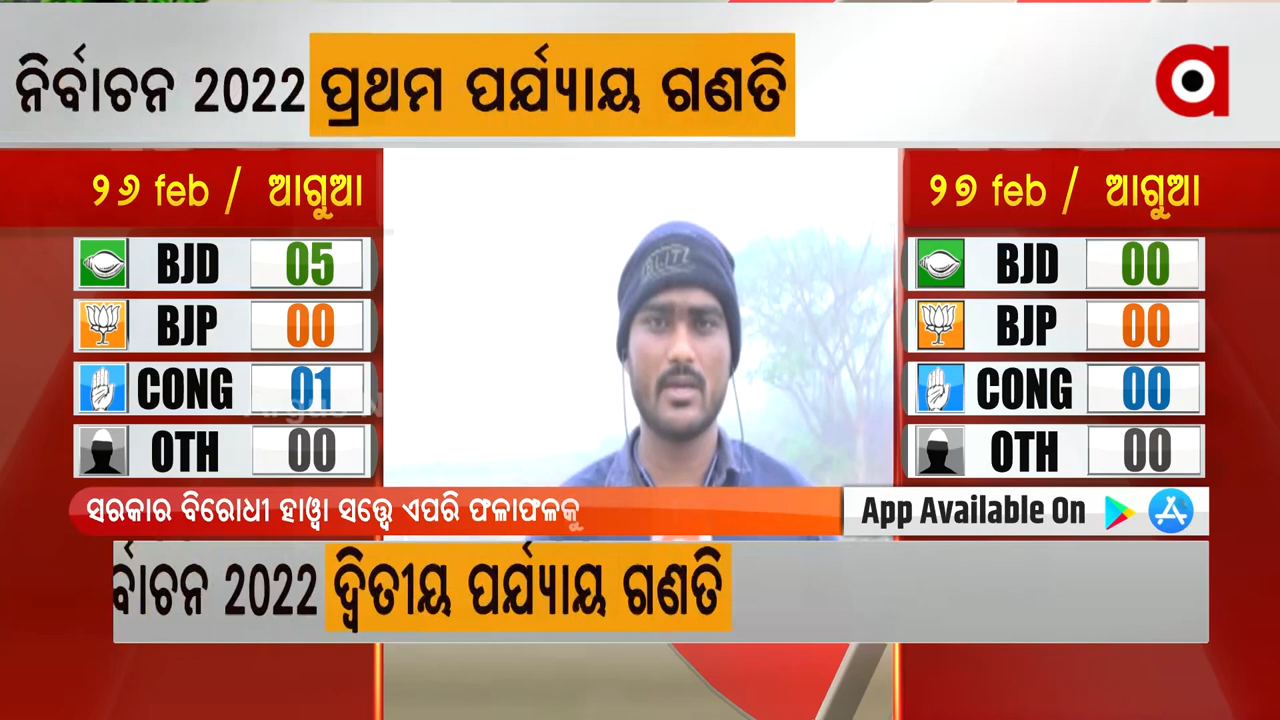 ନିର୍ବାଚନ 2022 ପ୍ରଥମ ପର୍ଯ୍ୟାୟ ଗଣତି
a
୨୬ feb / ଆଗୁଆ
BJD 05
BJP 00
CONG 01
OTH 00
BLITZ
୨୭ feb / ଆଗୁଆ
BJD 00
BJP 00
CONG 00
OTH 00
ସରକାର ବିରୋଧୀ ହାଓ୍ୱା ସତ୍ତ୍ୱେ ଏପରି ଫଳାଫଳକୁ
App Available On
ର୍ବାଚନ 2022 ଦ୍ୱିତୀୟ ପର୍ଯ୍ୟାୟ ଗଣତି